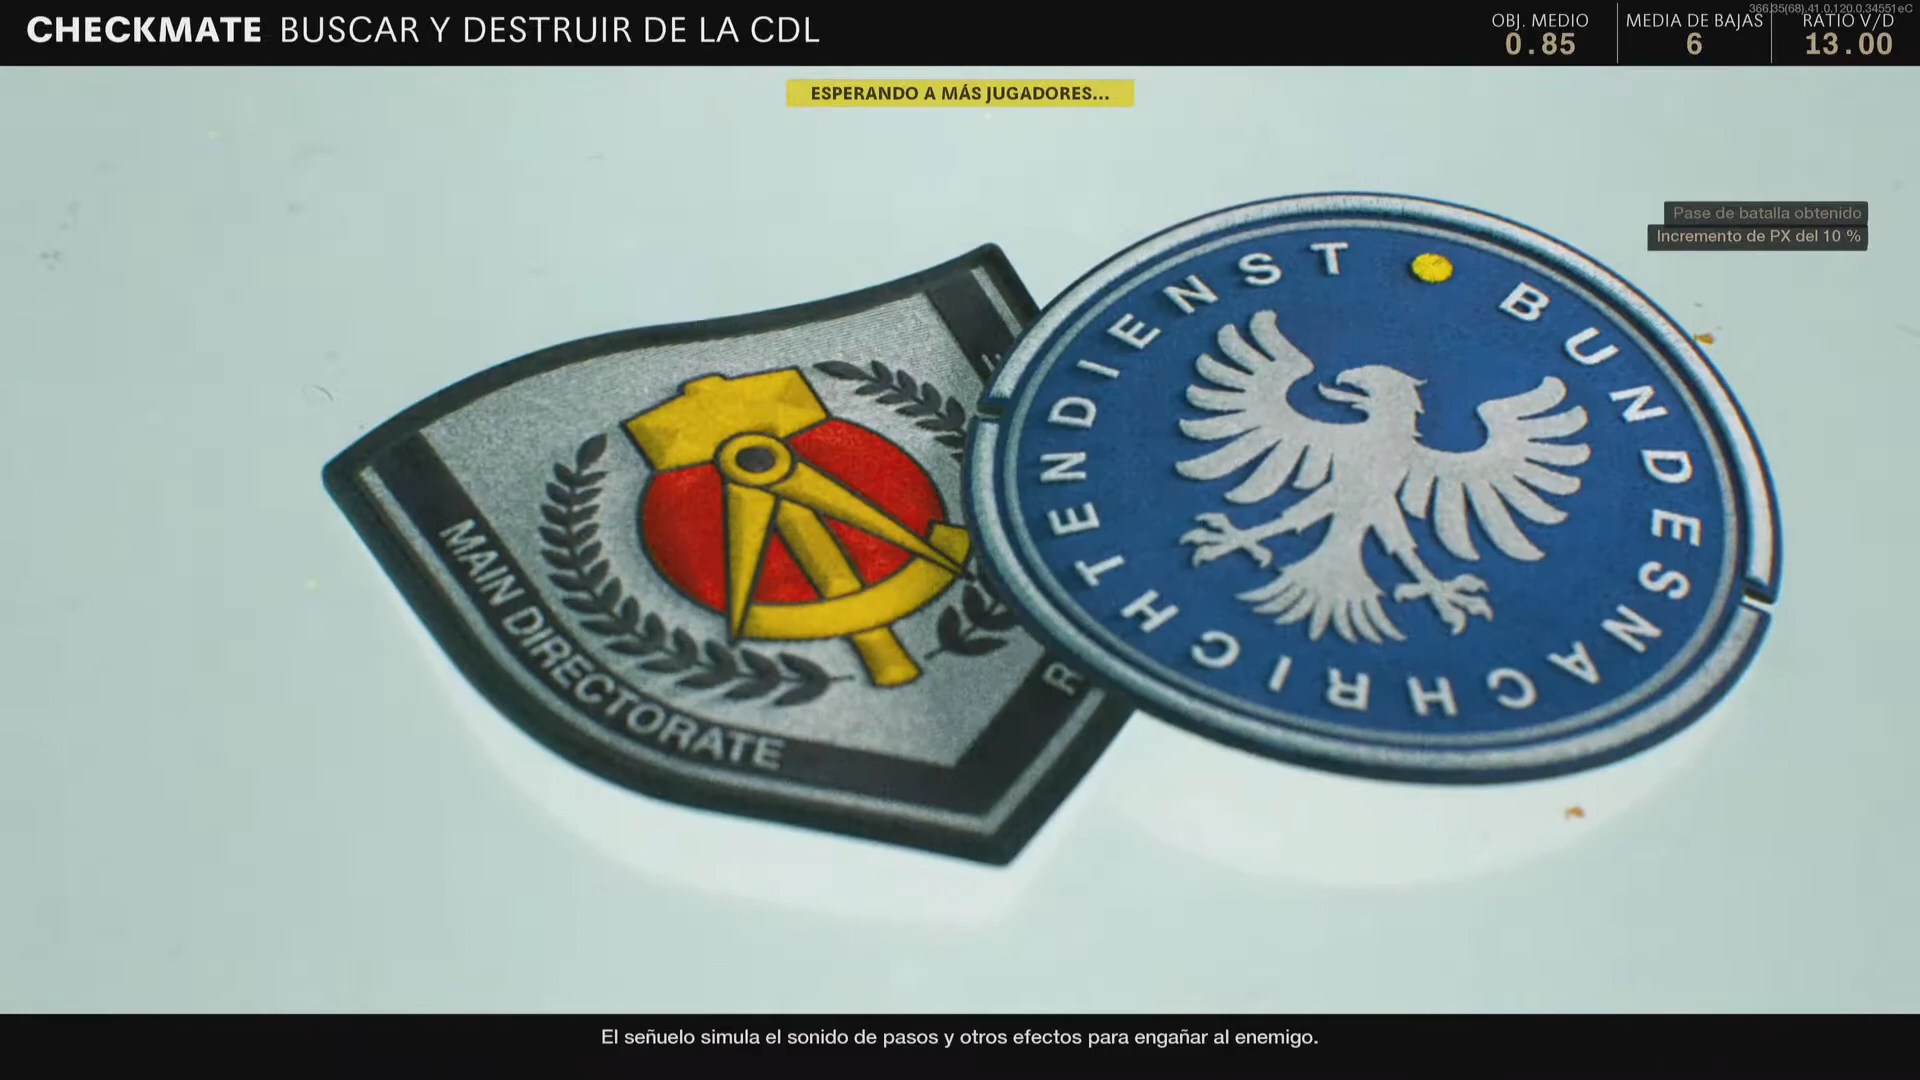 CHECKMATE BUSCAR Y DESTRUIR DE LA CDL
OBJ. MEDIO
0.85
MEDIA DE BAJAS
6
RATIO V/D
13.00
ESPERANDO A MÁS JUGADORES...
Pase de batalla obtenido
Incremento de PX del 10 %
BUNDESNACHRICHTENDIENST
MAIN DIRECTORATE
R
El señuelo simula el sonido de pasos y otros efectos para engañar al enemigo.